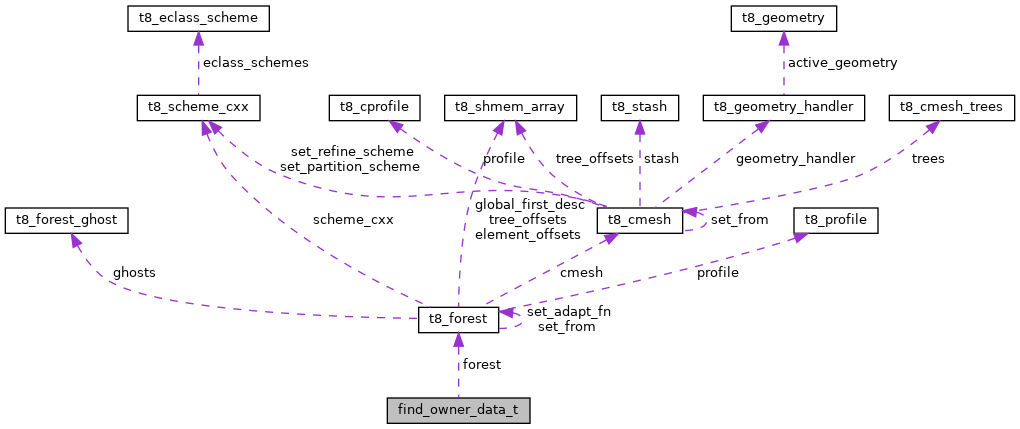 t8_eclass_scheme
t8_geometry
eclass_schemes
active_geometry
t8_scheme_cxx
t8_cprofile
t8_shmem_array
t8_stash
t8_geometry_handler
t8_cmesh_trees
set_refine_scheme
set_partition_scheme
profile
tree_offsets
stash
geometry_handler
trees
t8_forest_ghost
scheme_cxx
global_first_desc
tree_offsets
element_offsets
t8_cmesh
set_from
t8_profile
ghosts
cmesh
profile
t8_forest
set_adapt_fn
set_from
forest
find_owner_data_t